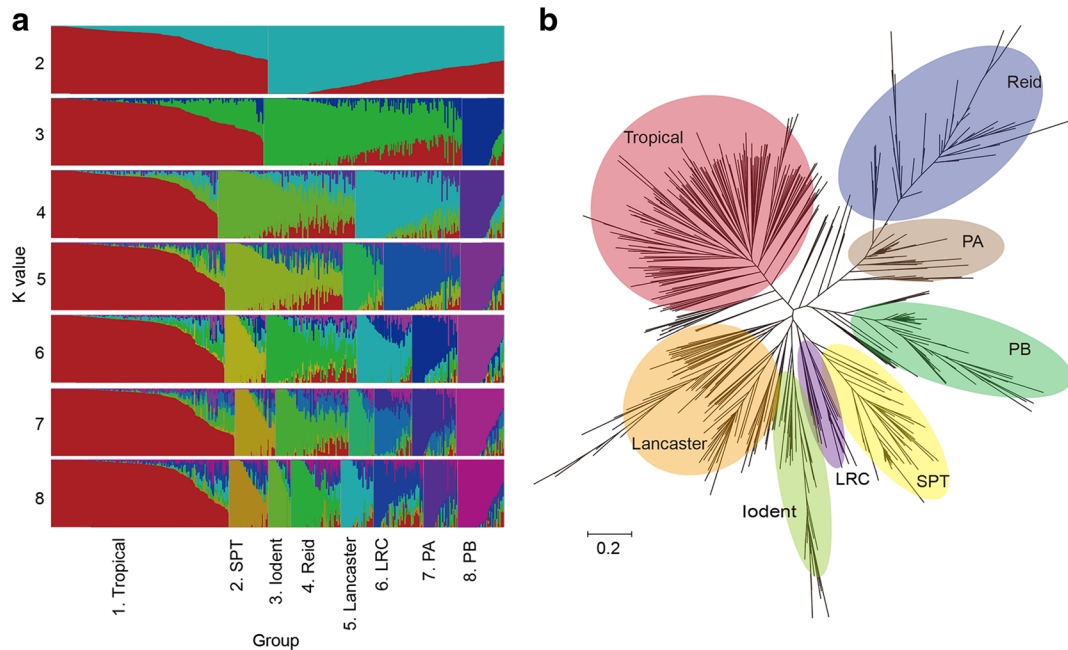 a
K value
2
3
4
5
6
7
8
1. Tropical
2. SPT
3. Iodent
4. Reid
5. Lancaster
6. LRC
7. PA
8. PB
Group
b
Reid
Tropical
PA
PB
Lancaster
LRC
SPT
Iodent
0.2